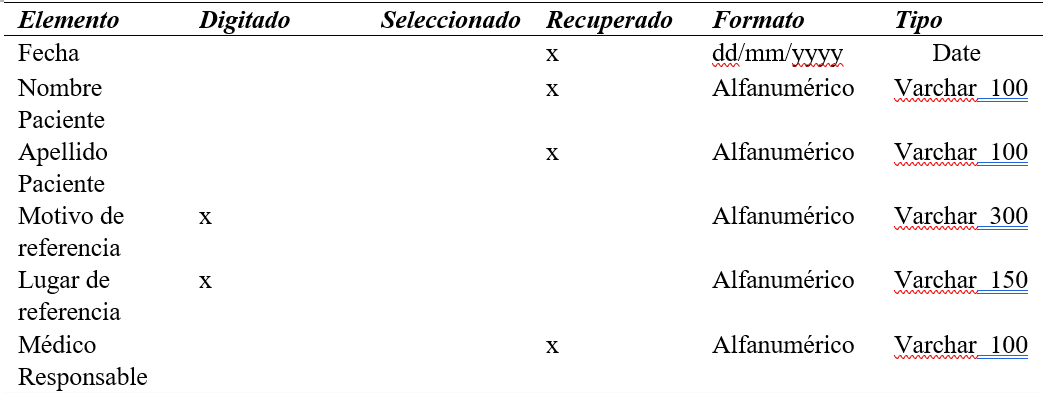 Elemento Digitado Seleccionado Recuperado Formato Tipo
Fecha x dd/mm/yyyy Date
Nombre x Alfanumérico Varchar 100
Paciente
Apellido x Alfanumérico Varchar 100
Paciente
Motivo de x Alfanumérico Varchar 300
referencia
Lugar de x Alfanumérico Varchar 150
referencia
Médico x Alfanumérico Varchar 100
Responsable